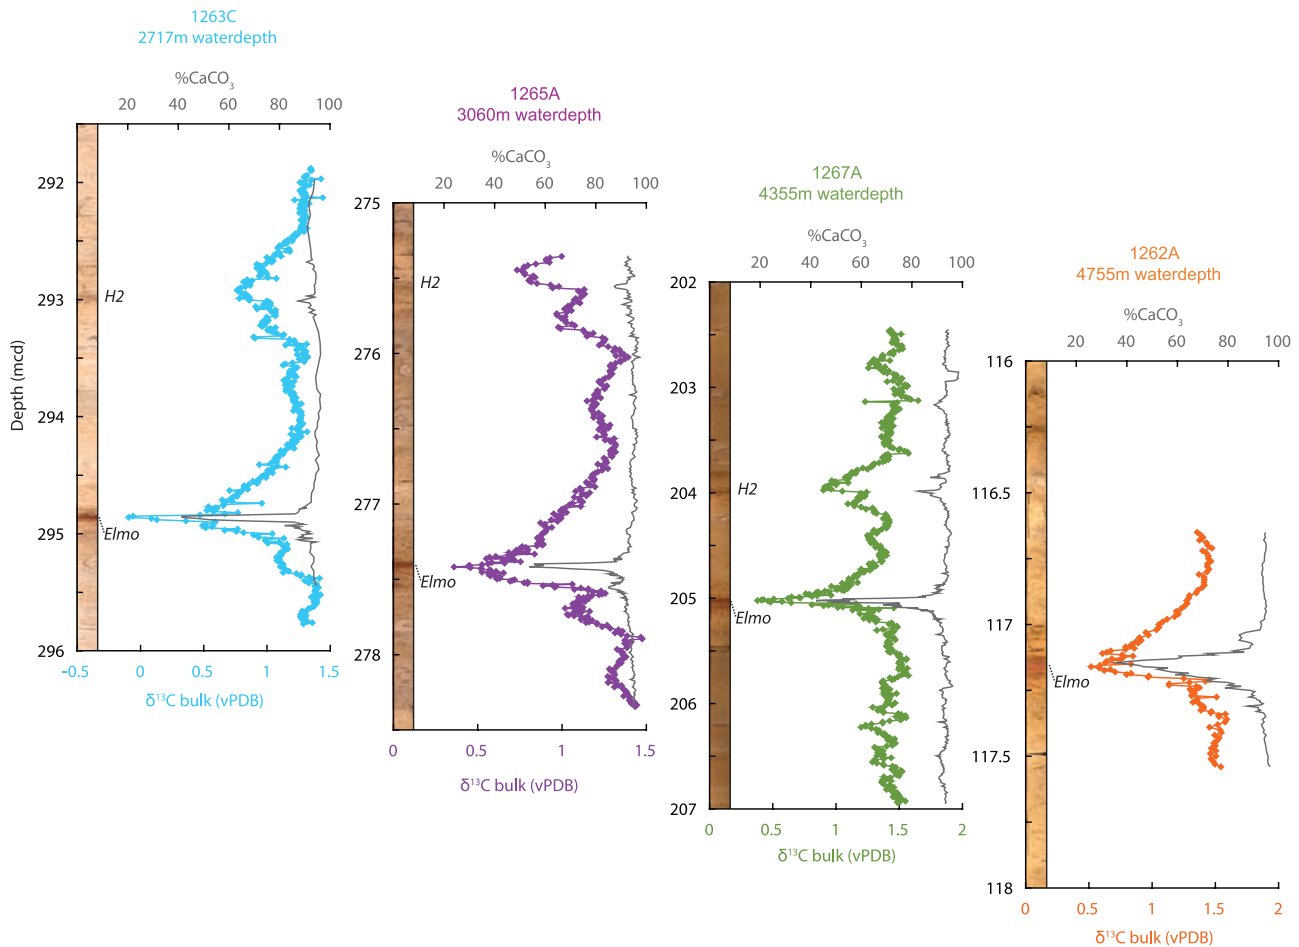 1263C
2717m waterdepth
%CaCO₃
20 40 60 80 100
Depth (mcd)
292
293
294
295
296
H2
Elmo
-0.5 0 0.5 1 1.5
δ¹³C bulk (vPDB)
1265A
3060m waterdepth
%CaCO₃
20 40 60 80 100
275
276
277
278
H2
Elmo
0 0.5 1 1.5
δ¹³C bulk (vPDB)
1267A
4355m waterdepth
%CaCO₃
20 40 60 80 100
202
203
204
205
206
207
H2
Elmo
0 0.5 1 1.5 2
δ¹³C bulk (vPDB)
1262A
4755m waterdepth
%CaCO₃
20 40 60 80 100
116
116.5
117
117.5
118
Elmo
0 0.5 1 1.5 2
δ¹³C bulk (vPDB)